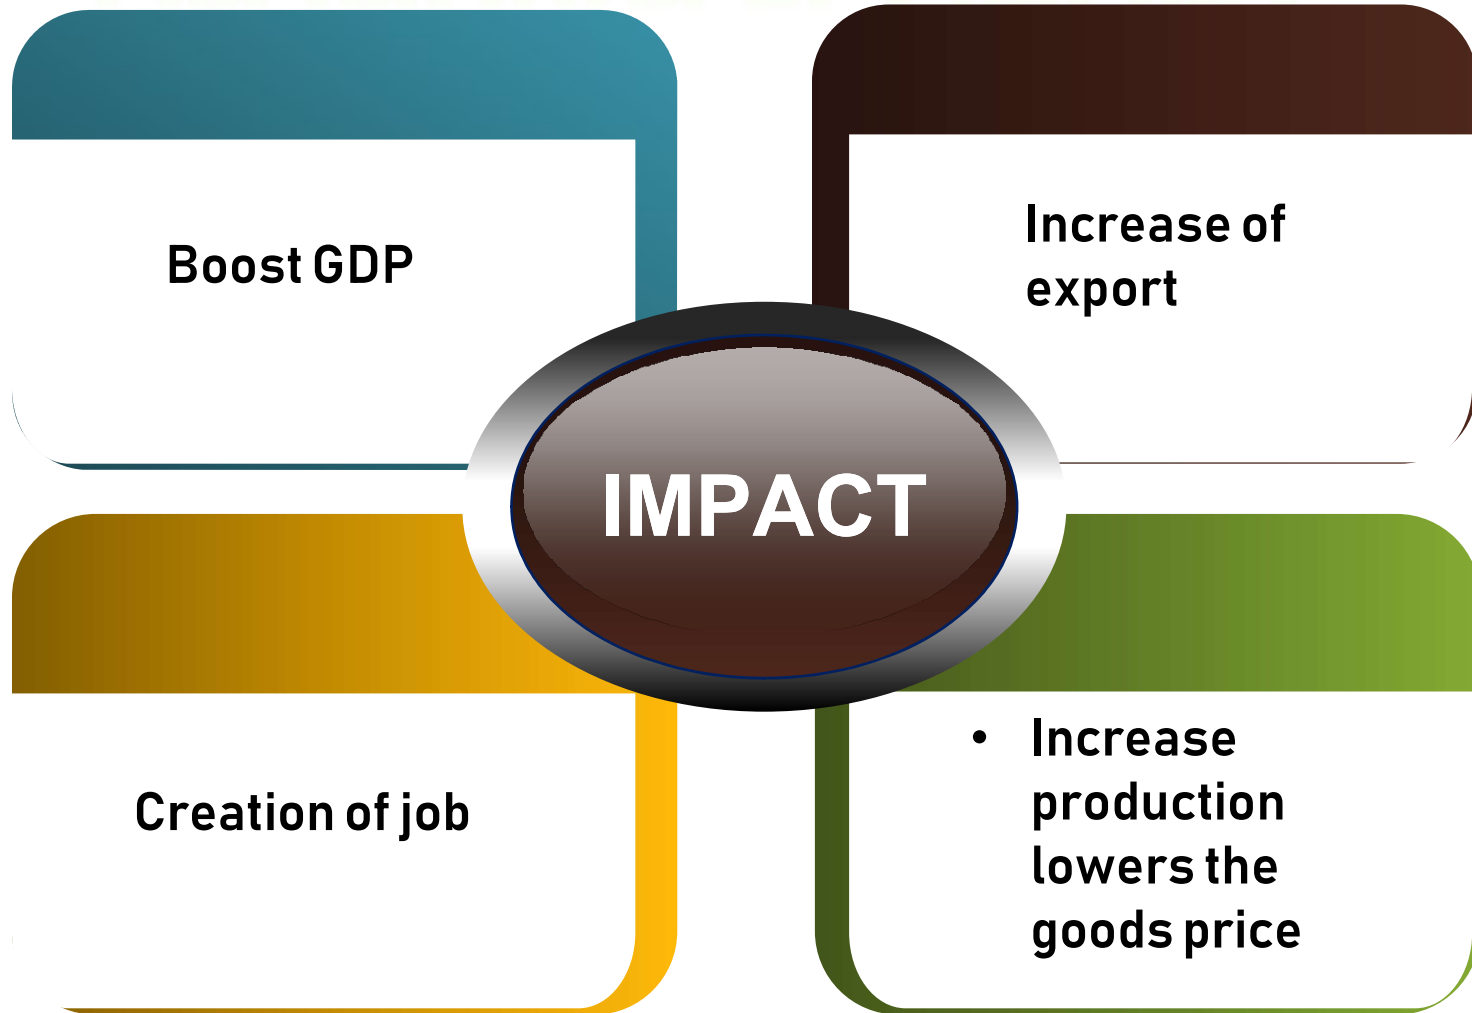 Boost GDP
Increase of
export
IMPACT
Creation of job
• Increase
production
lowers the
goods price